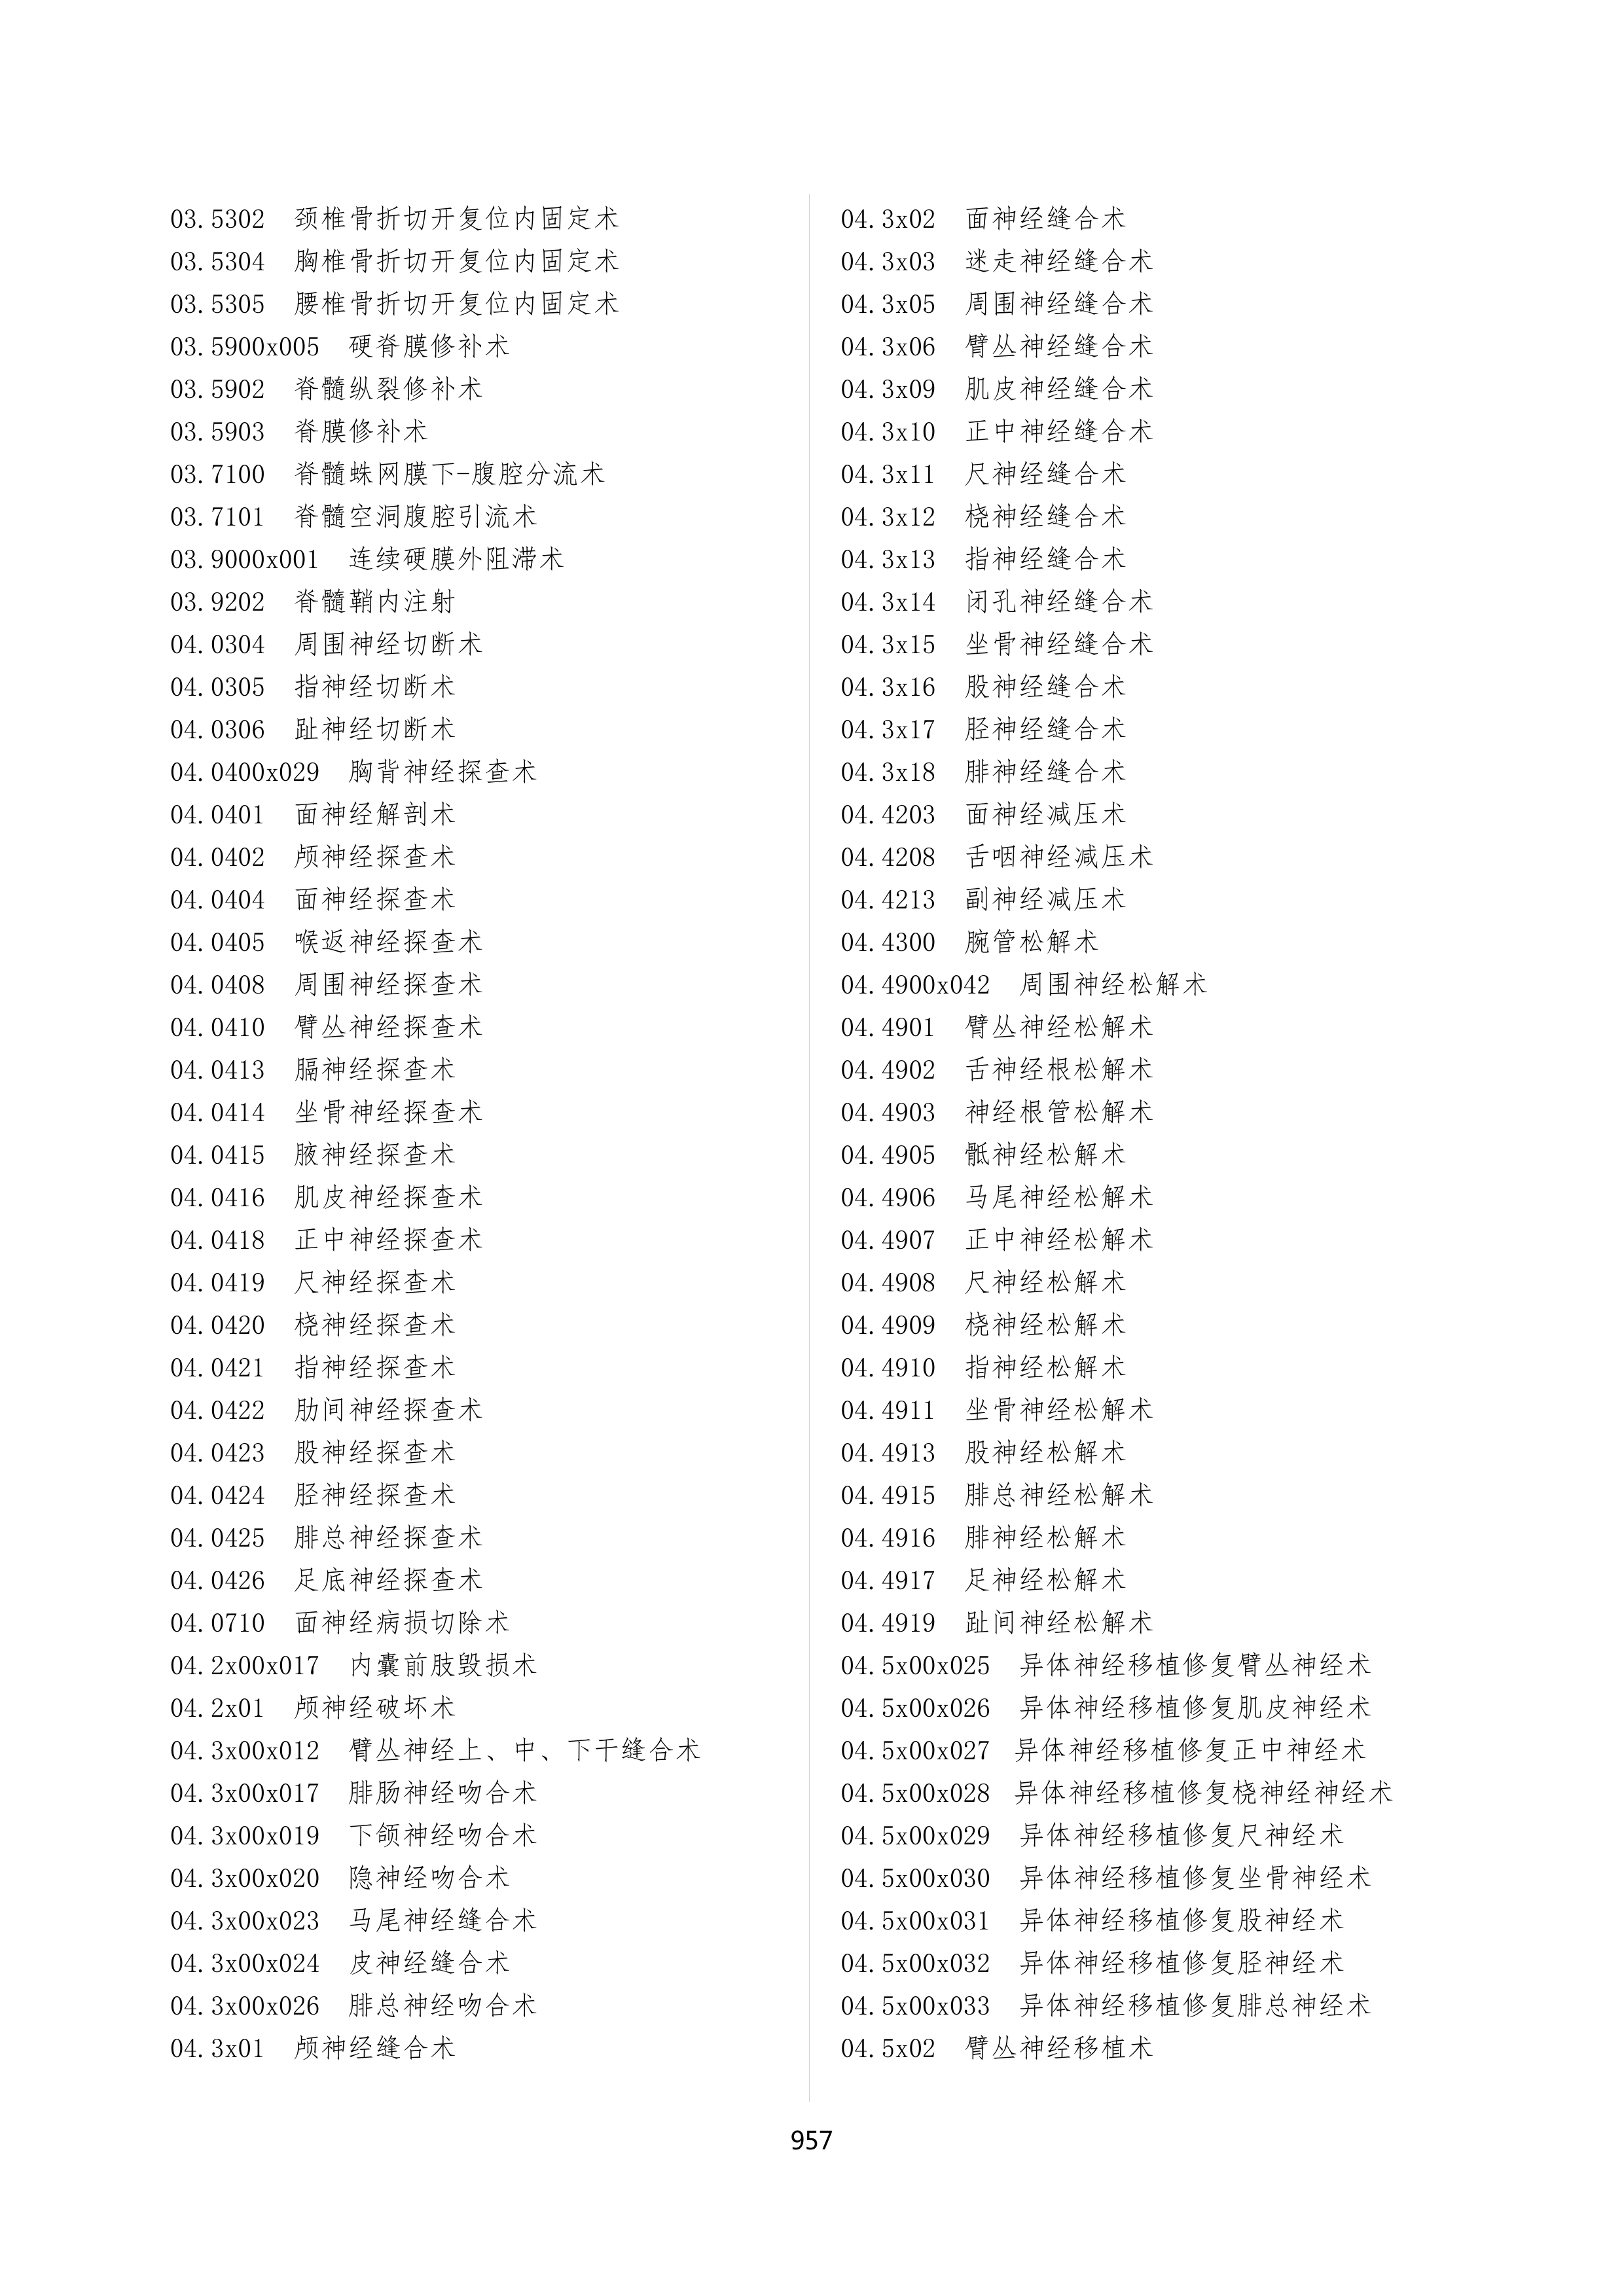 03.5302 颈椎骨折切开复位内固定术
03.5304 胸椎骨折切开复位内固定术
03.5305 腰椎骨折切开复位内固定术
03.5900x005 硬脊膜修补术
03.5902 脊髓纵裂修补术
03.5903 脊膜修补术
03.7100 脊髓蛛网膜下-腹腔分流术
03.7101 脊髓空洞腹腔引流术
03.9000x001 连续硬膜外阻滞术
03.9202 脊髓鞘内注射
04.0304 周围神经切断术
04.0305 指神经切断术
04.0306 趾神经切断术
04.0400x029 胸背神经探查术
04.0401 面神经解剖术
04.0402 颅神经探查术
04.0404 面神经探查术
04.0405 喉返神经探查术
04.0408 周围神经探查术
04.0410 臂丛神经探查术
04.0413 膈神经探查术
04.0414 坐骨神经探查术
04.0415 腋神经探查术
04.0416 肌皮神经探查术
04.0418 正中神经探查术
04.0419 尺神经探查术
04.0420 桡神经探查术
04.0421 指神经探查术
04.0422 肋间神经探查术
04.0423 股神经探查术
04.0424 胫神经探查术
04.0425 腓总神经探查术
04.0426 足底神经探查术
04.0710 面神经病损切除术
04.2x00x017 内囊前肢毁损术
04.2x01 颅神经破坏术
04.3x00x012 臂丛神经上、中、下干缝合术
04.3x00x017 腓肠神经吻合术
04.3x00x019 下颌神经吻合术
04.3x00x020 隐神经吻合术
04.3x00x023 马尾神经缝合术
04.3x00x024 皮神经缝合术
04.3x00x026 腓总神经吻合术
04.3x01 颅神经缝合术
04.3x02 面神经缝合术
04.3x03 迷走神经缝合术
04.3x05 周围神经缝合术
04.3x06 臂丛神经缝合术
04.3x09 肌皮神经缝合术
04.3x10 正中神经缝合术
04.3x11 尺神经缝合术
04.3x12 桡神经缝合术
04.3x13 指神经缝合术
04.3x14 闭孔神经缝合术
04.3x15 坐骨神经缝合术
04.3x16 股神经缝合术
04.3x17 胫神经缝合术
04.3x18 腓神经缝合术
04.4203 面神经减压术
04.4208 舌咽神经减压术
04.4213 副神经减压术
04.4300 腕管松解术
04.4900x042 周围神经松解术
04.4901 臂丛神经松解术
04.4902 舌神经根松解术
04.4903 神经根管松解术
04.4905 骶神经松解术
04.4906 马尾神经松解术
04.4907 正中神经松解术
04.4908 尺神经松解术
04.4909 桡神经松解术
04.4910 指神经松解术
04.4911 坐骨神经松解术
04.4913 股神经松解术
04.4915 腓总神经松解术
04.4916 腓神经松解术
04.4917 足神经松解术
04.4919 趾间神经松解术
04.5x00x025 异体神经移植修复臂丛神经术
04.5x00x026 异体神经移植修复肌皮神经术
04.5x00x027 异体神经移植修复正中神经术
04.5x00x028 异体神经移植修复桡神经神经术
04.5x00x029 异体神经移植修复尺神经术
04.5x00x030 异体神经移植修复坐骨神经术
04.5x00x031 异体神经移植修复股神经术
04.5x00x032 异体神经移植修复胫神经术
04.5x00x033 异体神经移植修复腓总神经术
04.5x02 臂丛神经移植术
957